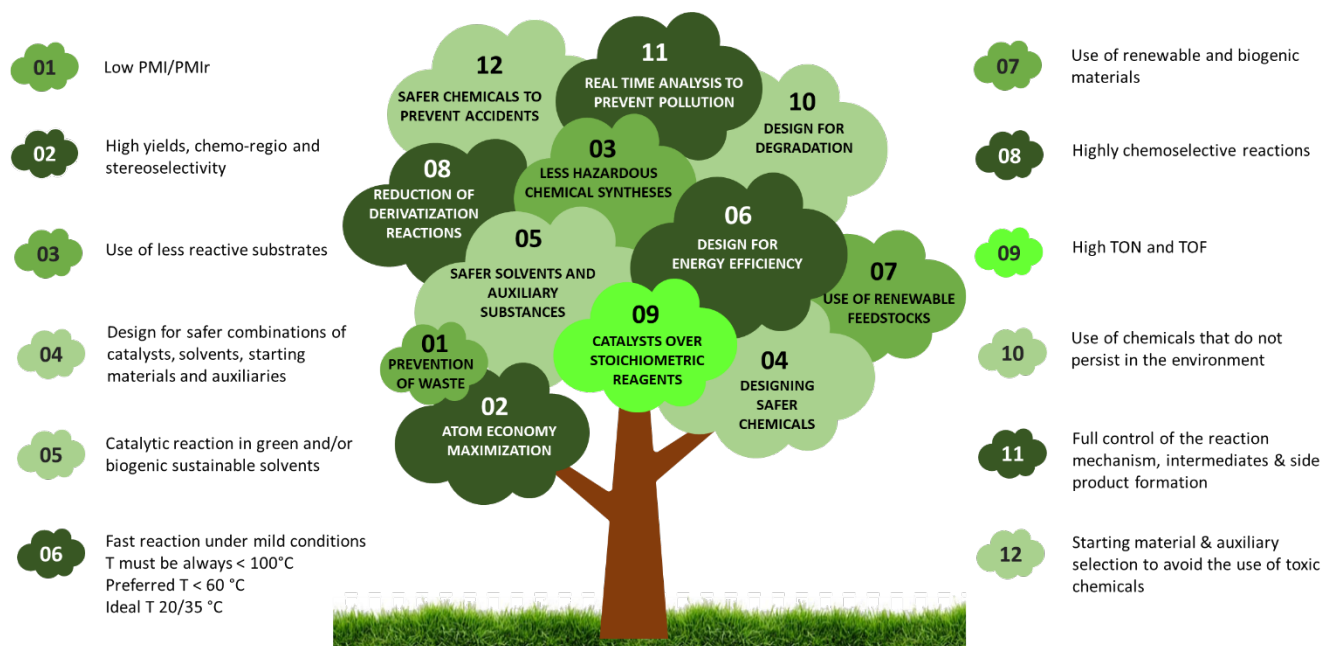 01
Low PMI/PMIr
02
High yields, chemo-regio and
stereoselectivity
03
Use of less reactive substrates
04
Design for safer combinations of
catalysts, solvents, starting
materials and auxiliaries
05
Catalytic reaction in green and/or
biogenic sustainable solvents
06
Fast reaction under mild conditions
T must be always < 100°C
Preferred T < 60 °C
Ideal T 20/35 °C
12
SAFER CHEMICALS TO
PREVENT ACCIDENTS
11
REAL TIME ANALYSIS TO
PREVENT POLLUTION
10
DESIGN FOR
DEGRADATION
08
REDUCTION OF
DERIVATIZATION
REACTIONS
03
LESS HAZARDOUS
CHEMICAL SYNTHESES
06
DESIGN FOR
ENERGY EFFICIENCY
05
SAFER SOLVENTS AND
AUXILIARY
SUBSTANCES
07
USE OF RENEWABLE
FEEDSTOCKS
01
PREVENTION
OF WASTE
09
CATALYSTS OVER
STOICHIOMETRIC
REAGENTS
04
DESIGNING
SAFER
CHEMICALS
02
ATOM ECONOMY
MAXIMIZATION
07
Use of renewable and biogenic
materials
08
Highly chemoselective reactions
09
High TON and TOF
10
Use of chemicals that do not
persist in the environment
11
Full control of the reaction
mechanism, intermediates & side
product formation
12
Starting material & auxiliary
selection to avoid the use of toxic
chemicals